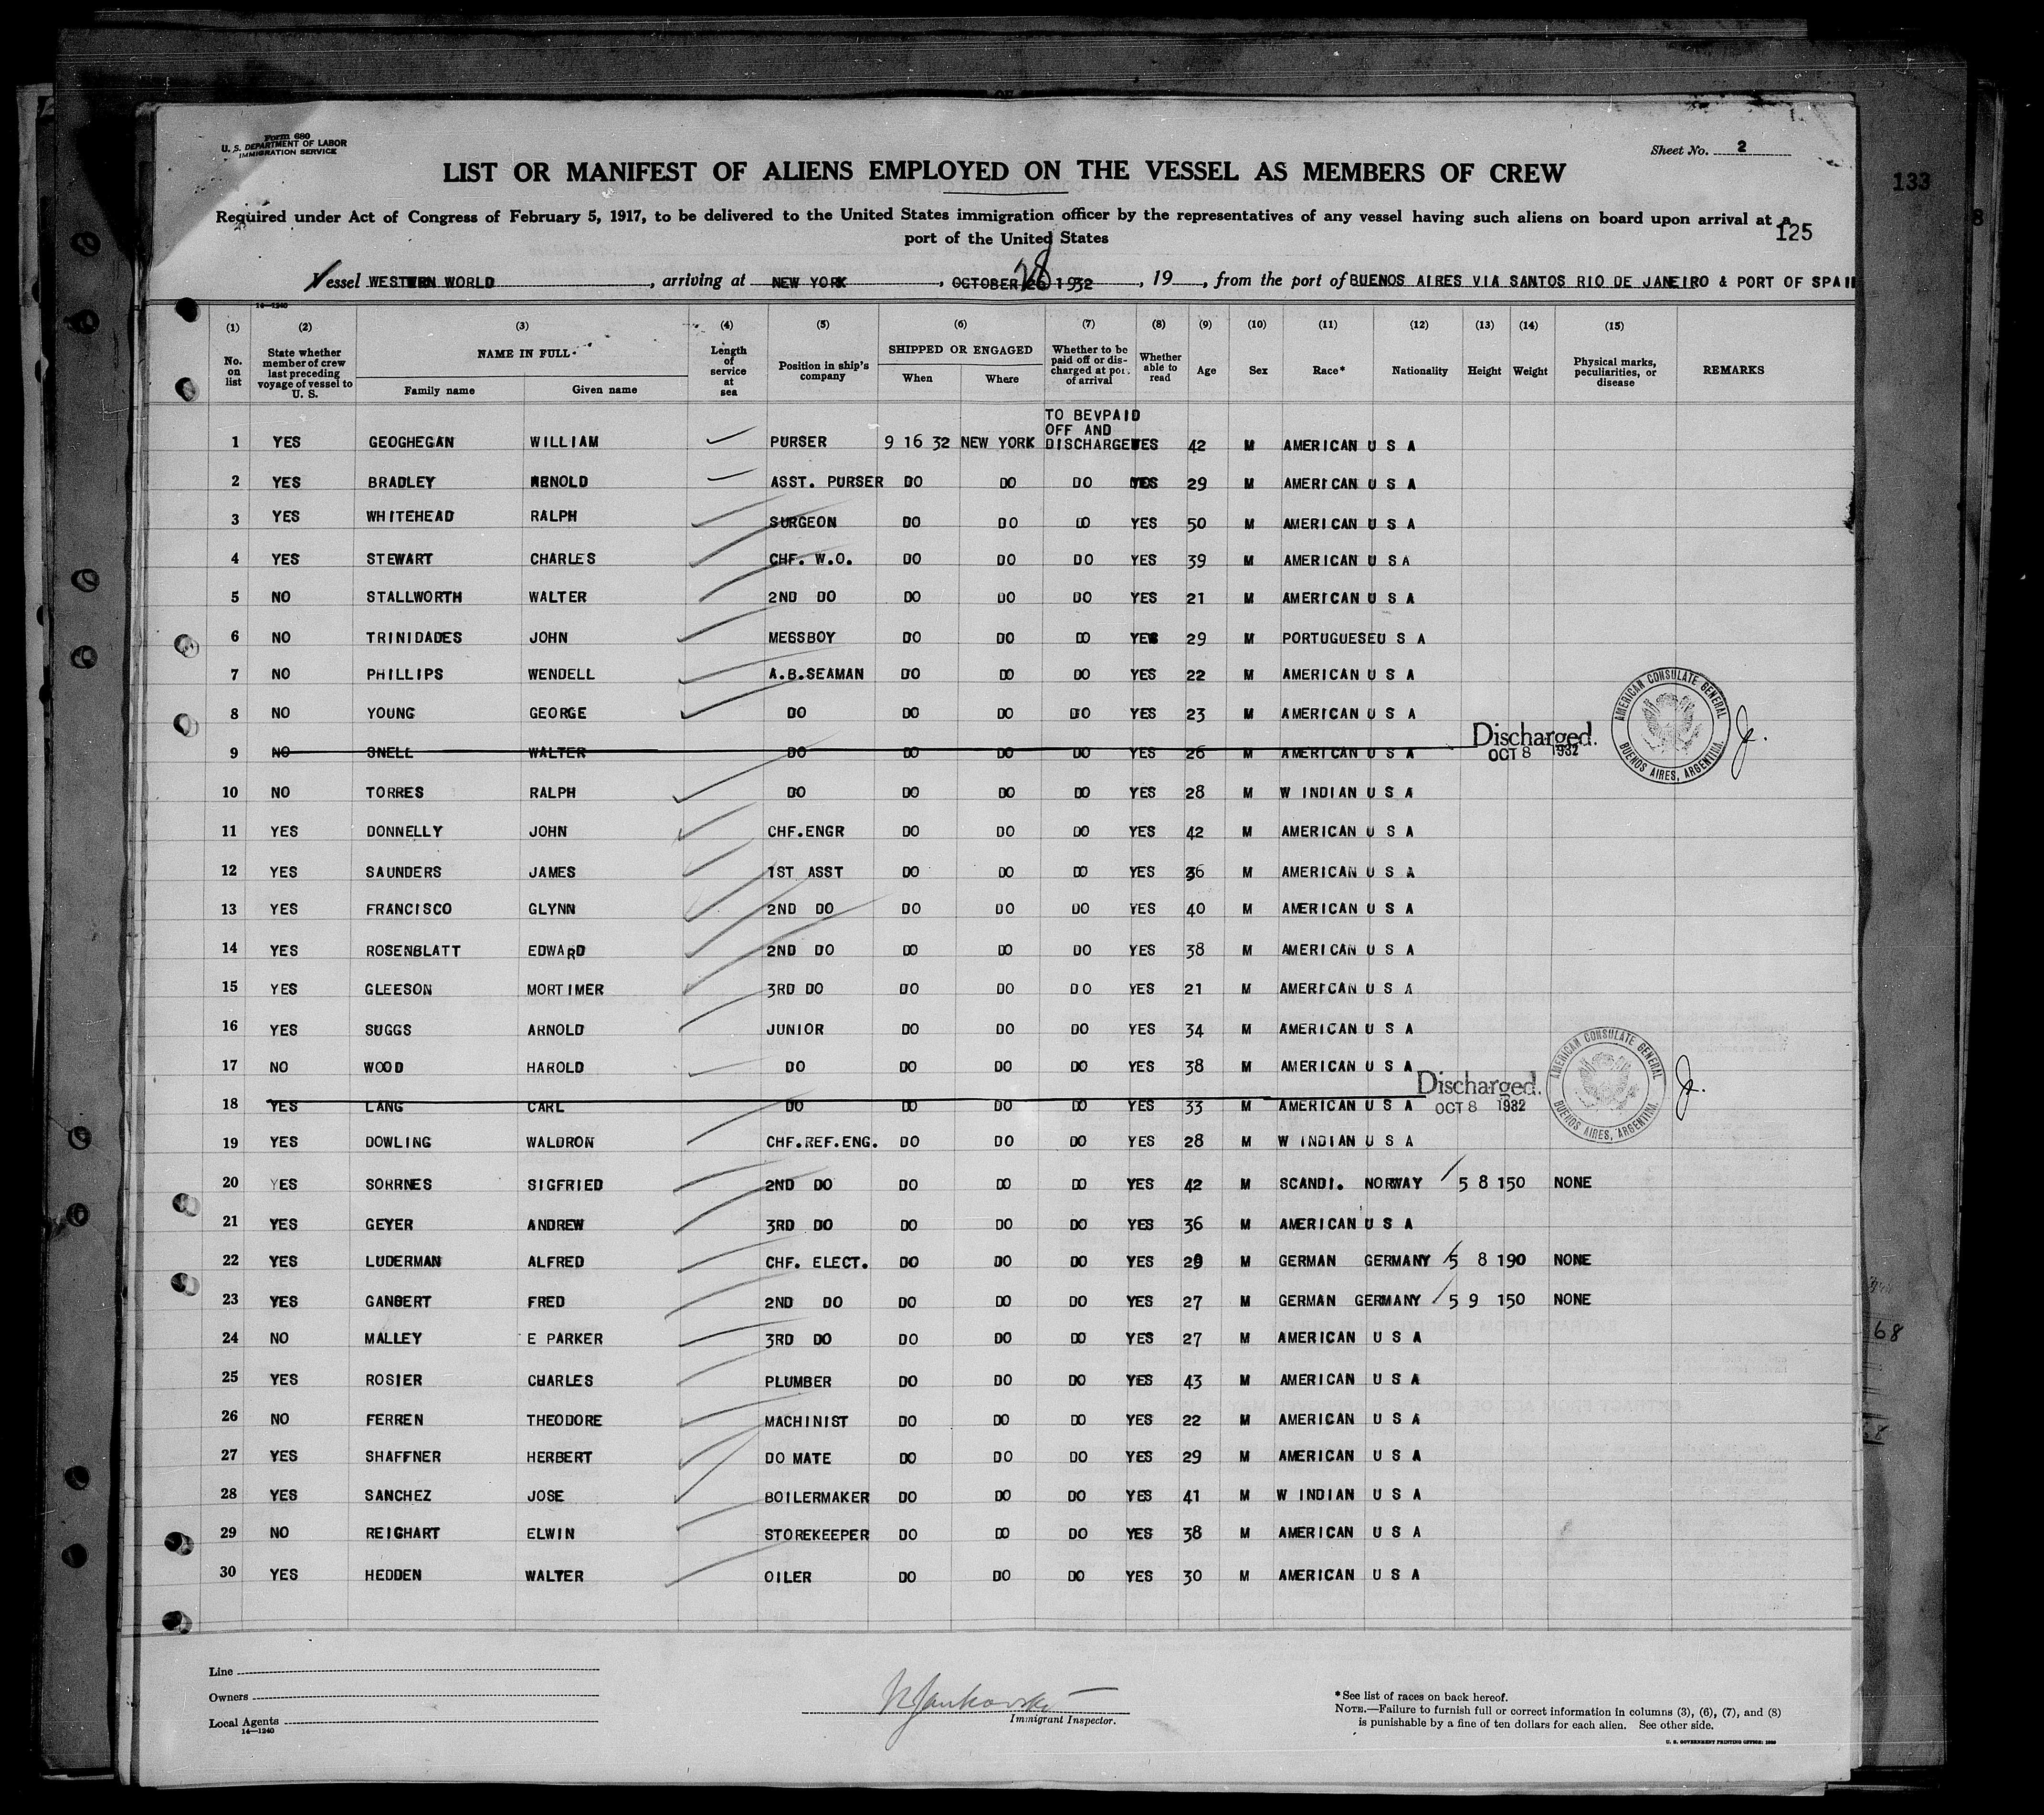 Form 680
U. S. DEPARTMENT OF LABOR
IMMIGRATION SERVICE
Sheet No. 2
LIST OR MANIFEST OF ALIENS EMPLOYED ON THE VESSEL AS MEMBERS OF CREW
133
Required under Act of Congress of February 5, 1917, to be delivered to the United States immigration officer by the representatives of any vessel having such aliens on board upon arrival at a
port of the United States
125
Vessel WESTERN WORLD, arriving at NEW YORK, OCTOBER 26 1932, 19, from the port of BUENOS AIRES VIA SANTOS RIO DE JANEIRO & PORT OF SPAIN
28
14-1240
(1) (2) (3) (4) (5) (6) (7) (8) (9) (10) (11) (12) (13) (14) (15)
No. on list State whether member of crew last preceding voyage of vessel to U. S. NAME IN FULL Family name Given name Length of service at sea Position in ship's company SHIPPED OR ENGAGED When Where Whether to be paid off or discharged at port of arrival Whether able to read Age Sex Race* Nationality Height Weight Physical marks, peculiarities, or disease REMARKS
TO BEVPAID
OFF AND
1 YES GEOGHEGAN WILLIAM PURSER 9 16 32 NEW YORK DISCHARGED YES 42 M AMERICAN U S A
2 YES BRADLEY ARNOLD ASST. PURSER DO DO DO YES 29 M AMERICAN U S A
3 YES WHITEHEAD RALPH SURGEON DO DO DO YES 50 M AMERICAN U S A
4 YES STEWART CHARLES CHF. W.O. DO DO DO YES 39 M AMERICAN U S A
5 NO STALLWORTH WALTER 2ND DO DO DO DO YES 21 M AMERICAN U S A
6 NO TRINIDADES JOHN MESSBOY DO DO DO YES 29 M PORTUGUESE U S A
7 NO PHILLIPS WENDELL A.B.SEAMAN DO DO DO YES 22 M AMERICAN U S A
8 NO YOUNG GEORGE DO DO DO DO YES 23 M AMERICAN U S A
9 NO SNELL WALTER DO DO DO DO YES 26 M AMERICAN U S A Discharged. OCT 8 1932
AMERICAN CONSULATE GENERAL BUENOS AIRES, ARGENTINA.
10 NO TORRES RALPH DO DO DO DO YES 28 M W INDIAN U S A
11 YES DONNELLY JOHN CHF.ENGR DO DO DO YES 42 M AMERICAN U S A
12 YES SAUNDERS JAMES 1ST ASST DO DO DO YES 36 M AMERICAN U S A
13 YES FRANCISCO GLYNN 2ND DO DO DO DO YES 40 M AMERICAN U S A
14 YES ROSENBLATT EDWARD 2ND DO DO DO DO YES 38 M AMERICAN U S A
15 YES GLEESON MORTIMER 3RD DO DO DO DO YES 21 M AMERICAN U S A
16 YES SUGGS ARNOLD JUNIOR DO DO DO YES 34 M AMERICAN U S A
17 NO WOOD HAROLD DO DO DO DO YES 38 M AMERICAN U S A
18 YES LANG CARL DO DO DO DO YES 33 M AMERICAN U S A Discharged. OCT 8 1932
AMERICAN CONSULATE GENERAL BUENOS AIRES, ARGENTINA.
19 YES DOWLING WALDRON CHF.REF.ENG. DO DO DO YES 28 M W INDIAN U S A
20 YES SORRNES SIGFRIED 2ND DO DO DO DO YES 42 M SCANDI. NORWAY 5 8 150 NONE
21 YES GEYER ANDREW 3RD DO DO DO DO YES 36 M AMERICAN U S A
22 YES LUDERMAN ALFRED CHF. ELECT. DO DO DO YES 29 M GERMAN GERMANY 5 8 190 NONE
23 YES GANBERT FRED 2ND DO DO DO DO YES 27 M GERMAN GERMANY 5 9 150 NONE
24 NO MALLEY E PARKER 3RD DO DO DO DO YES 27 M AMERICAN U S A
68
25 YES ROSIER CHARLES PLUMBER DO DO DO YES 43 M AMERICAN U S A
26 NO FERREN THEODORE MACHINIST DO DO DO YES 22 M AMERICAN U S A
27 YES SHAFFNER HERBERT DO MATE DO DO DO YES 29 M AMERICAN U S A
28 YES SANCHEZ JOSE BOILERMAKER DO DO DO YES 41 M W INDIAN U S A
29 NO REIGHART ELWIN STOREKEEPER DO DO DO YES 38 M AMERICAN U S A
30 YES HEDDEN WALTER OILER DO DO DO YES 30 M AMERICAN U S A
Line
Owners
Local Agents
14-1240
Immigrant Inspector.
* See list of races on back hereof.
NOTE.—Failure to furnish full or correct information in columns (3), (6), (7), and (8)
is punishable by a fine of ten dollars for each alien. See other side.